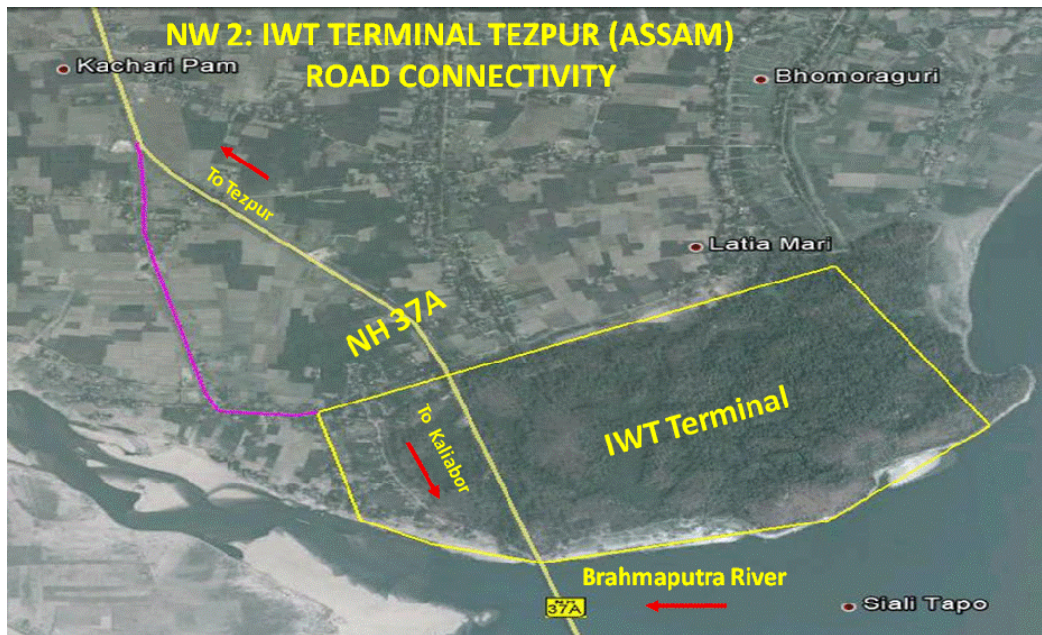 NW 2: IWT TERMINAL TEZPUR (ASSAM)
ROAD CONNECTIVITY
Kachari Pam
Bhomoraguri
To Tezpur
Latia Mari
NH 37A
To Kaliabor
IWT Terminal
Brahmaputra River
NH
37A
Siali Tapo